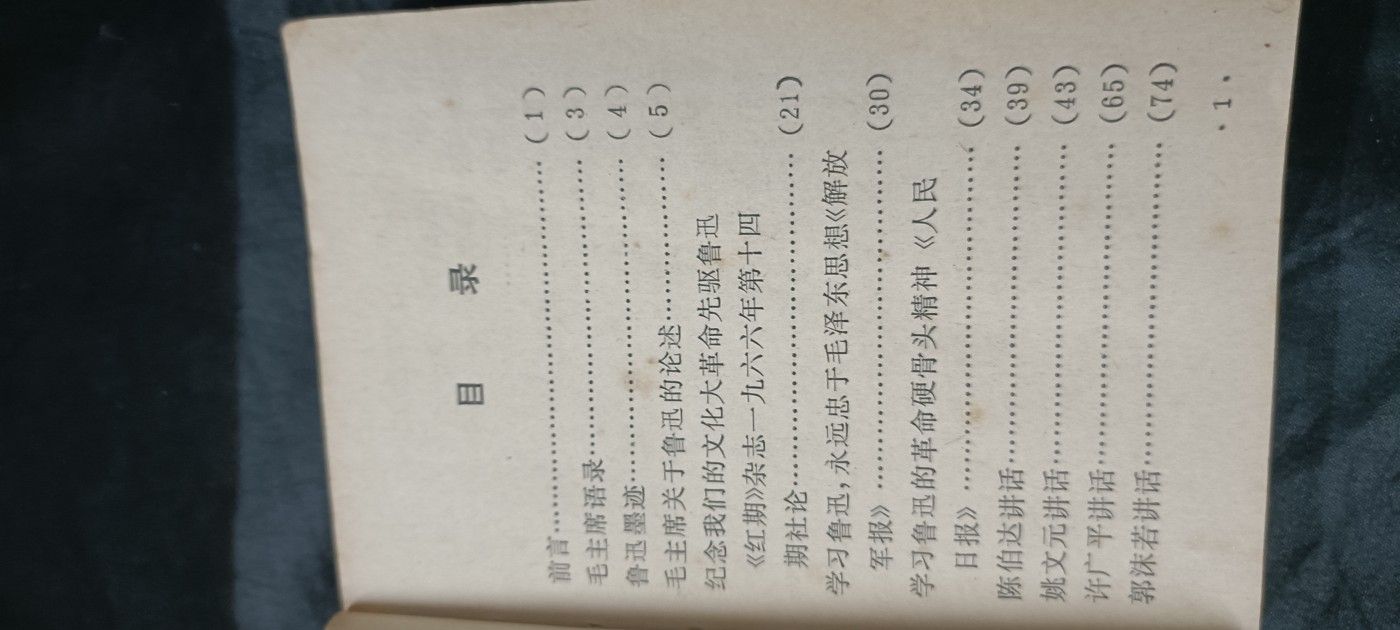 目 录
前言……………………………………(1)
毛主席语录……………………………(3)
鲁迅墨迹………………………………(4)
毛主席关于鲁迅的论述………………(5)
纪念我们的文化大革命先驱鲁迅
《红期》杂志一九六六年第十四
期社论…………………………………(21)
学习鲁迅,永远忠于毛泽东思想《解放
军报》…………………………………(30)
学习鲁迅的革命硬骨头精神《人民
日报》…………………………………(34)
陈伯达讲话……………………………(39)
姚文元讲话……………………………(43)
许广平讲话……………………………(65)
郭沫若讲话……………………………(74)
·1·